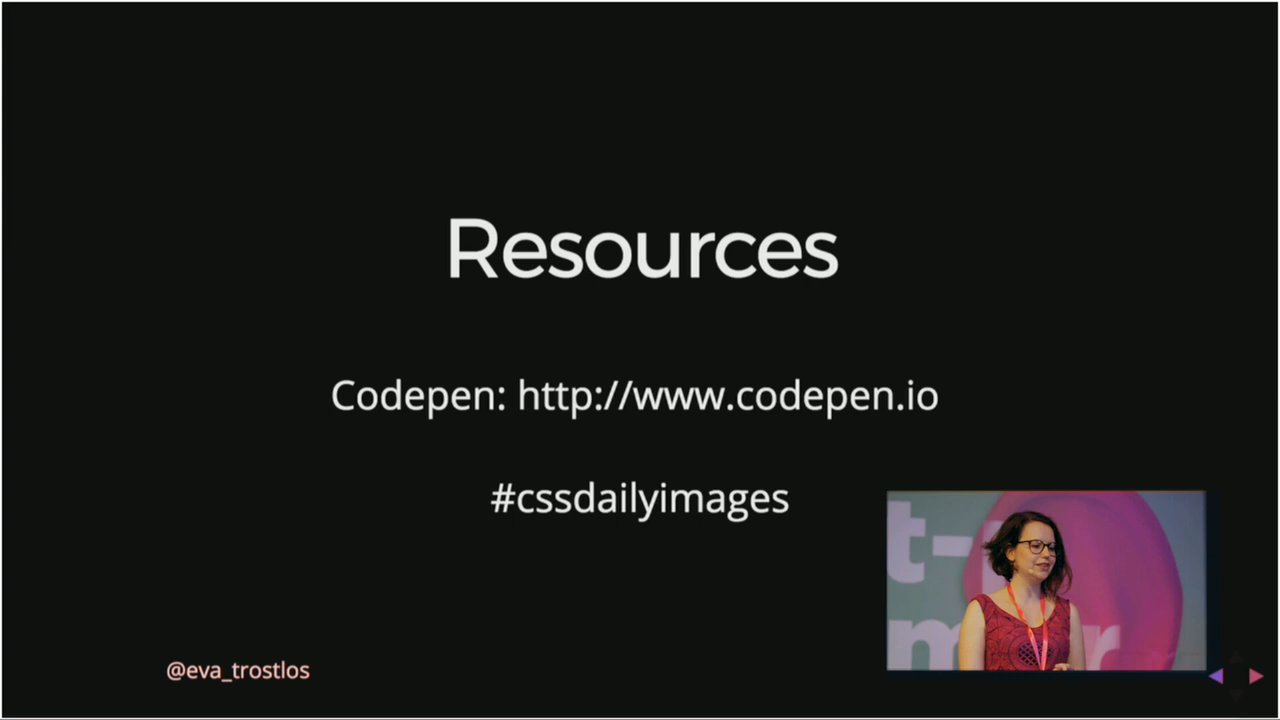 Resources
Codepen: http://www.codepen.io
#cssdailyimages
t-
m
r
@eva_trostlos